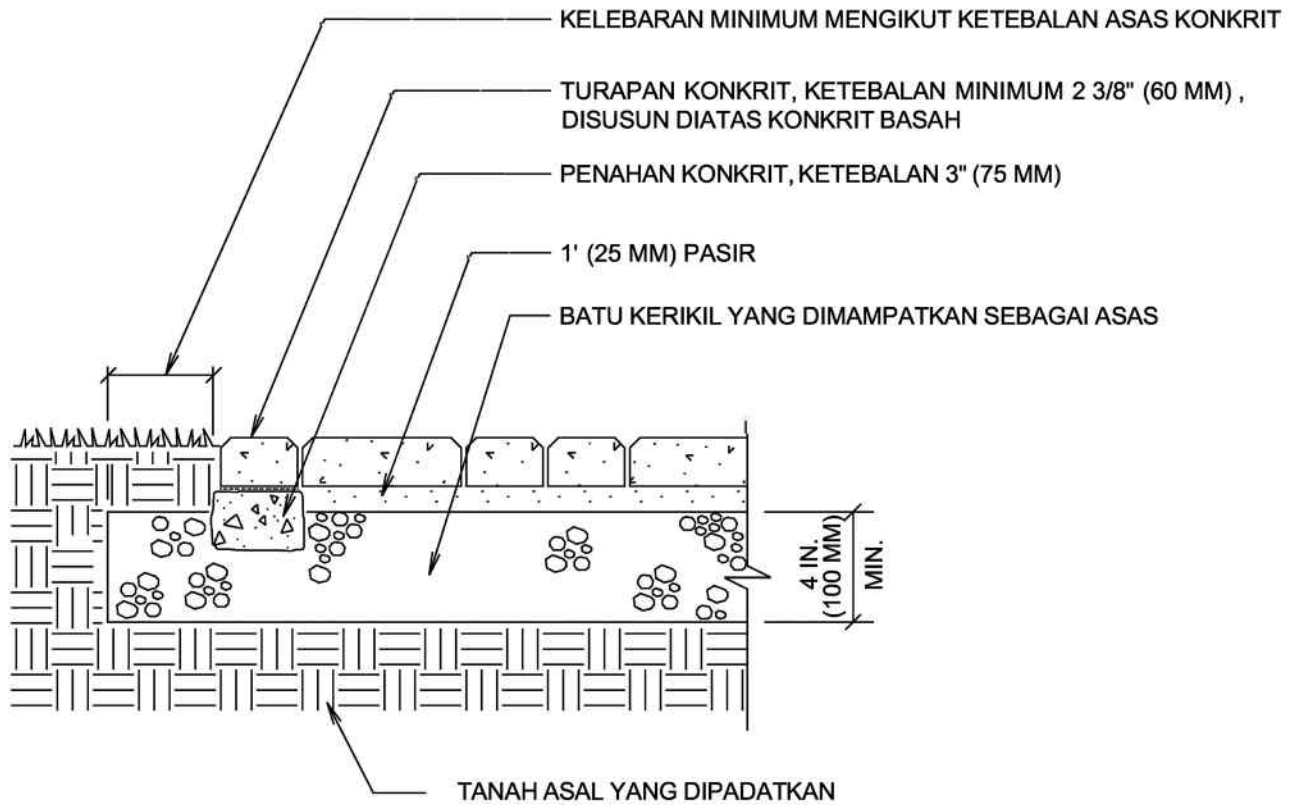 KELEBARAN MINIMUM MENGIKUT KETEBALAN ASAS KONKRIT
TURAPAN KONKRIT, KETEBALAN MINIMUM 2 3/8" (60 MM) ,
DISUSUN DIATAS KONKRIT BASAH
PENAHAN KONKRIT, KETEBALAN 3" (75 MM)
1' (25 MM) PASIR
BATU KERIKIL YANG DIMAMPATKAN SEBAGAI ASAS
4 IN.
(100 MM)
MIN.
TANAH ASAL YANG DIPADATKAN